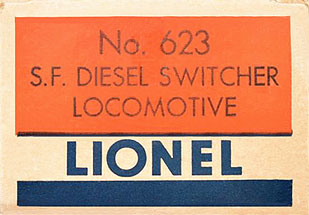 No. 623
S.F. DIESEL SWITCHER
LOCOMOTIVE
LIONEL